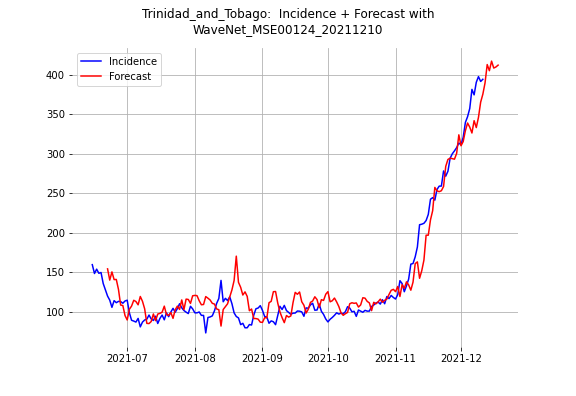 Trinidad_and_Tobago:  Incidence + Forecast with
WaveNet_MSE00124_20211210
Incidence
Forecast
400
350
300
250
200
150
100
2021-07 2021-08 2021-09 2021-10 2021-11 2021-12